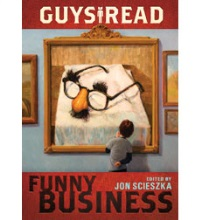 GUYS READ
EDITED BY
JON SCIESZKA
FUNNY
BUSINESS